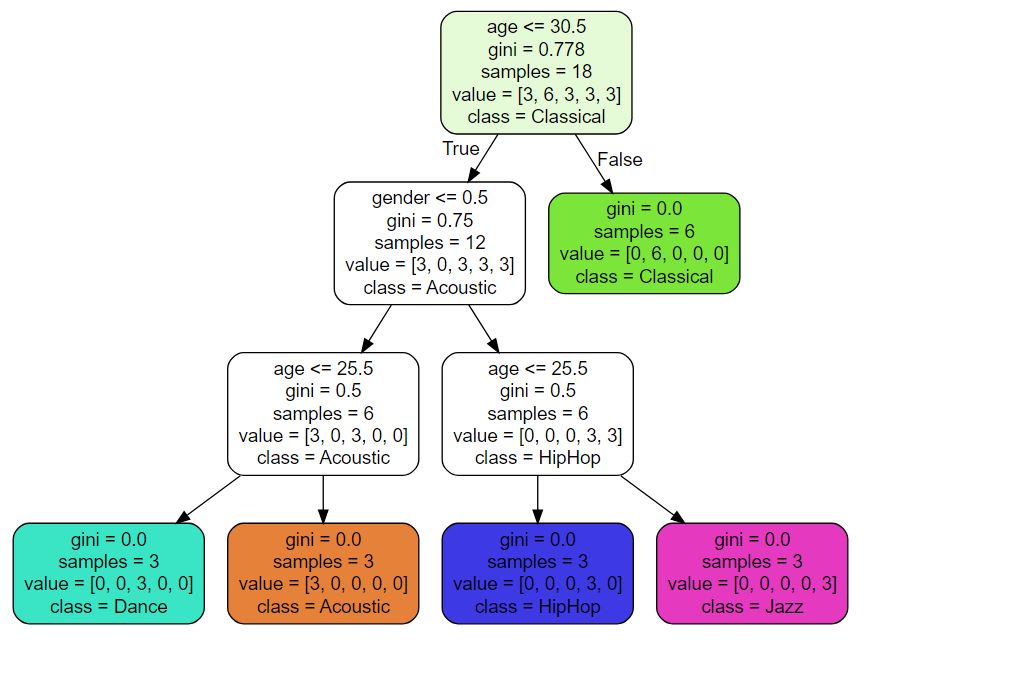 age <= 30.5
gini = 0.778
samples = 18
value = [3, 6, 3, 3, 3]
class = Classical
True
False
gender <= 0.5
gini = 0.75
samples = 12
value = [3, 0, 3, 3, 3]
class = Acoustic
gini = 0.0
samples = 6
value = [0, 6, 0, 0, 0]
class = Classical
age <= 25.5
gini = 0.5
samples = 6
value = [3, 0, 3, 0, 0]
class = Acoustic
age <= 25.5
gini = 0.5
samples = 6
value = [0, 0, 0, 3, 3]
class = HipHop
gini = 0.0
samples = 3
value = [0, 0, 3, 0, 0]
class = Dance
gini = 0.0
samples = 3
value = [3, 0, 0, 0, 0]
class = Acoustic
gini = 0.0
samples = 3
value = [0, 0, 0, 3, 0]
class = HipHop
gini = 0.0
samples = 3
value = [0, 0, 0, 0, 3]
class = Jazz